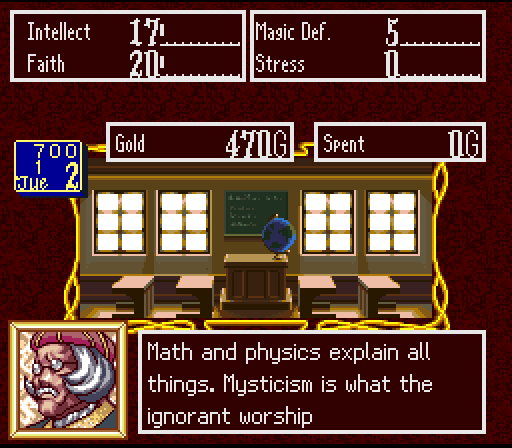 Intellect 17
Magic Def. 5
Faith 20
Stress 0
Gold 470G
Spent 0G
700
1
Jue 2
Math and physics explain all
things. Mysticism is what the
ignorant worship